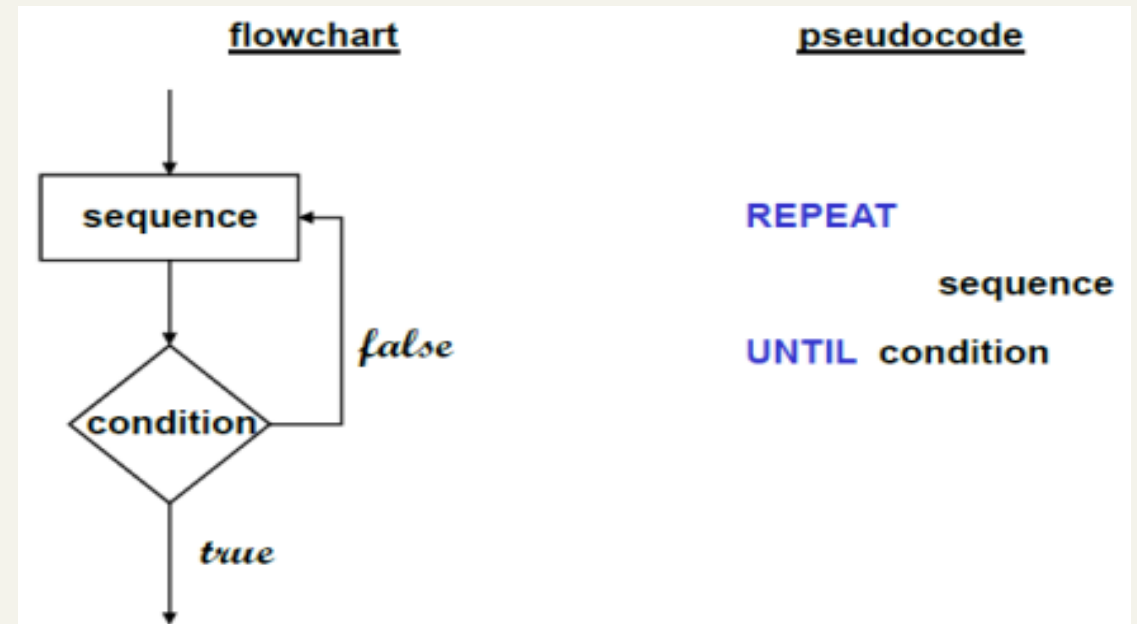 flowchart
sequence
false
condition
true
pseudocode
REPEAT
sequence
UNTIL condition